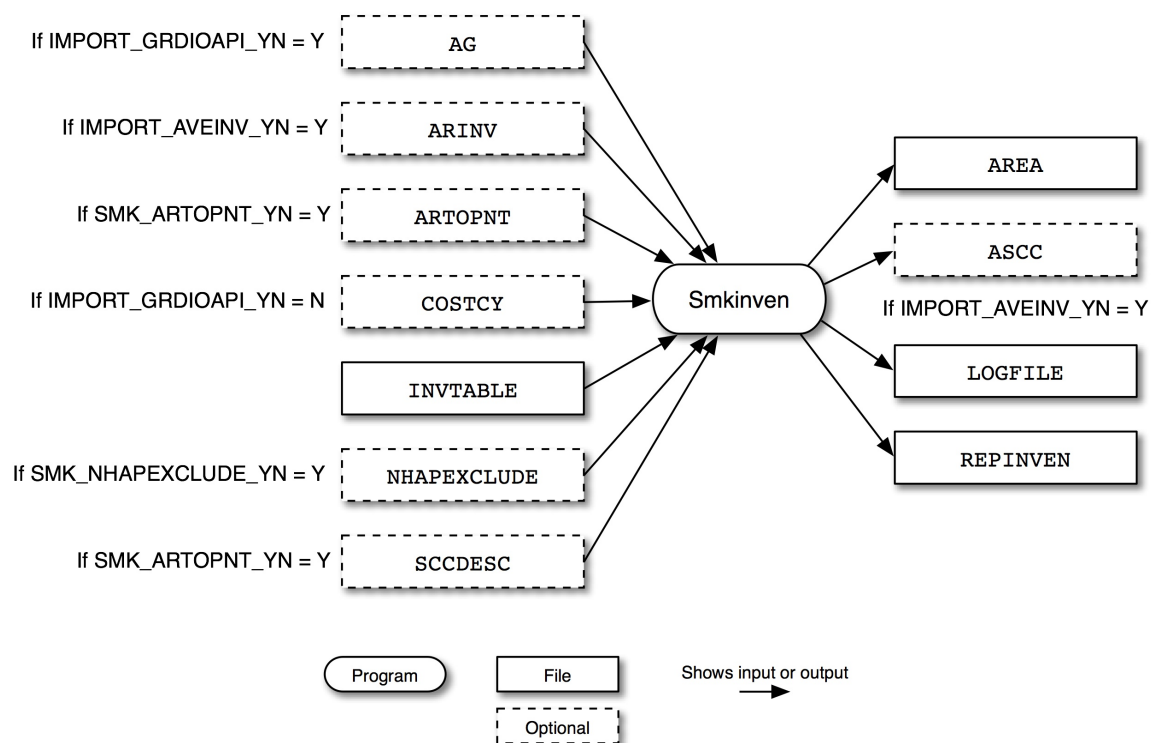 If IMPORT_GRDIOAPI_YN = Y
AG
If IMPORT_AVEINV_YN = Y
ARINV
If SMK_ARTOPNT_YN = Y
ARTOPNT
If IMPORT_GRDIOAPI_YN = N
COSTCY
INVTABLE
If SMK_NHAPEXCLUDE_YN = Y
NHAPEXCLUDE
If SMK_ARTOPNT_YN = Y
SCCDESC
Smkinven
AREA
ASCC
If IMPORT_AVEINV_YN = Y
LOGFILE
REPINVEN
Program
File
Optional
Shows input or output